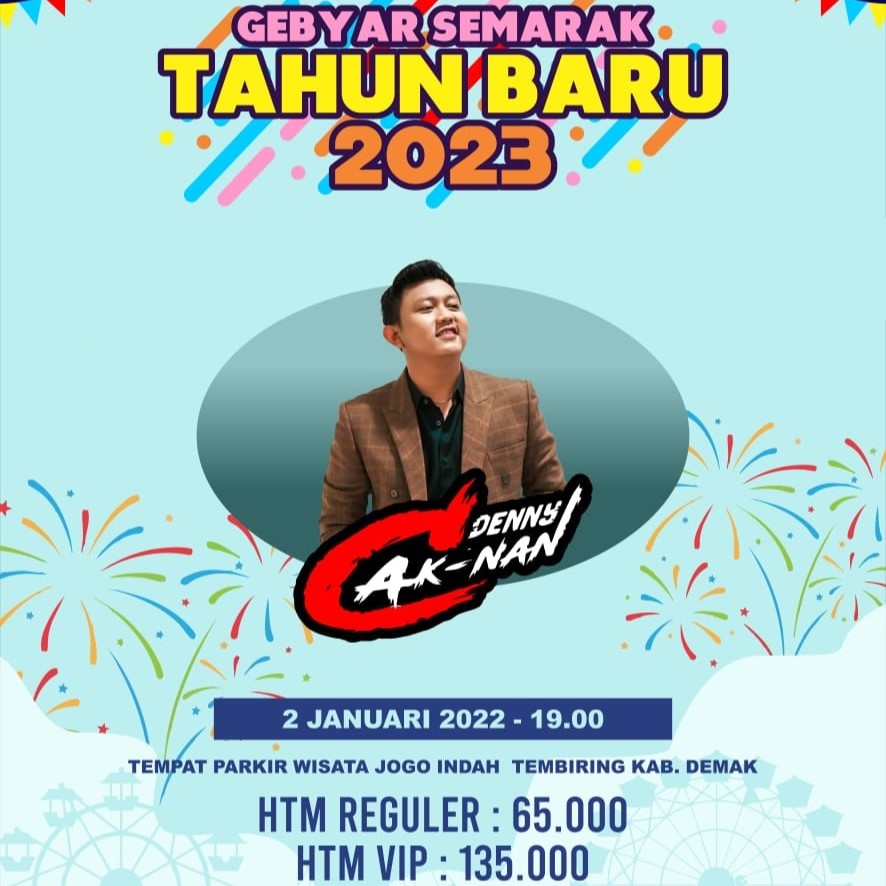 GEBYAR SEMARAK
TAHUN BARU
2023
DENNY
CAK-NAN
2 JANUARI 2022 - 19.00
TEMPAT PARKIR WISATA JOGO INDAH TEMBIRING KAB. DEMAK
HTM REGULER : 65.000
HTM VIP : 135.000